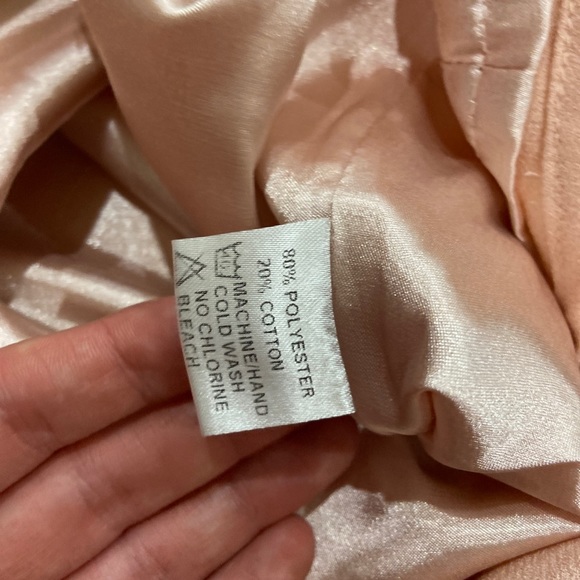 80% POLYESTER
20% COTTON
MACHINE/HAND
COLD WASH
NO CHLORINE
BLEACH